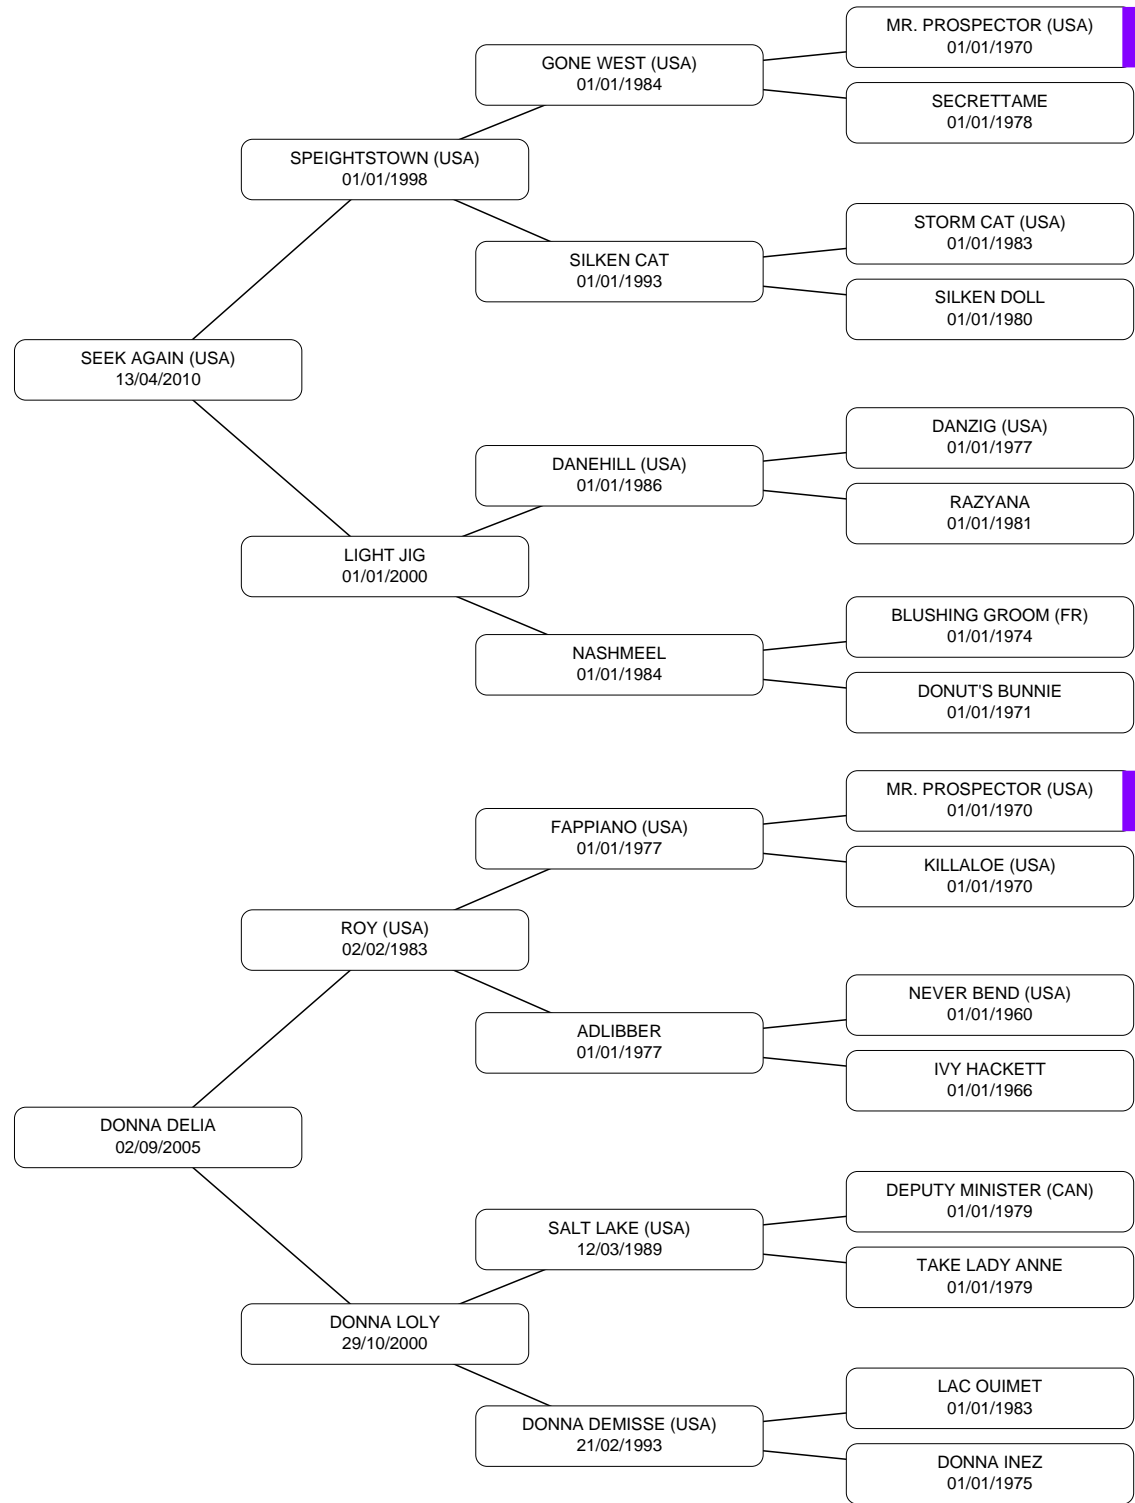 MR. PROSPECTOR (USA)
01/01/1970
GONE WEST (USA)
01/01/1984
SECRETTAME
01/01/1978
SPEIGHTSTOWN (USA)
01/01/1998
STORM CAT (USA)
01/01/1983
SILKEN CAT
01/01/1993
SILKEN DOLL
01/01/1980
SEEK AGAIN (USA)
13/04/2010
DANZIG (USA)
01/01/1977
DANEHILL (USA)
01/01/1986
RAZYANA
01/01/1981
LIGHT JIG
01/01/2000
BLUSHING GROOM (FR)
01/01/1974
NASHMEEL
01/01/1984
DONUT'S BUNNIE
01/01/1971
MR. PROSPECTOR (USA)
01/01/1970
FAPPIANO (USA)
01/01/1977
KILLALOE (USA)
01/01/1970
ROY (USA)
02/02/1983
NEVER BEND (USA)
01/01/1960
ADLIBBER
01/01/1977
IVY HACKETT
01/01/1966
DONNA DELIA
02/09/2005
DEPUTY MINISTER (CAN)
01/01/1979
SALT LAKE (USA)
12/03/1989
TAKE LADY ANNE
01/01/1979
DONNA LOLY
29/10/2000
LAC OUIMET
01/01/1983
DONNA DEMISSE (USA)
21/02/1993
DONNA INEZ
01/01/1975